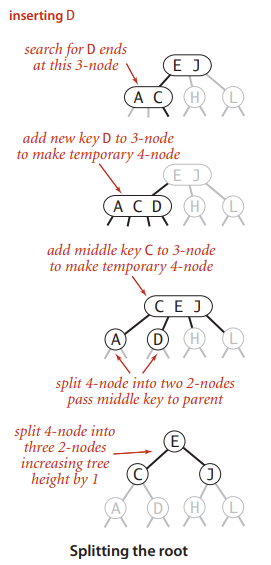 inserting D
search for D ends
at this 3-node
E J
A C
H
L
add new key D to 3-node
to make temporary 4-node
E J
A C D
H
L
add middle key C to 3-node
to make temporary 4-node
C E J
A
D
H
L
split 4-node into two 2-nodes
pass middle key to parent
split 4-node into
three 2-nodes
increasing tree
height by 1
E
C
J
A
D
H
L
Splitting the root